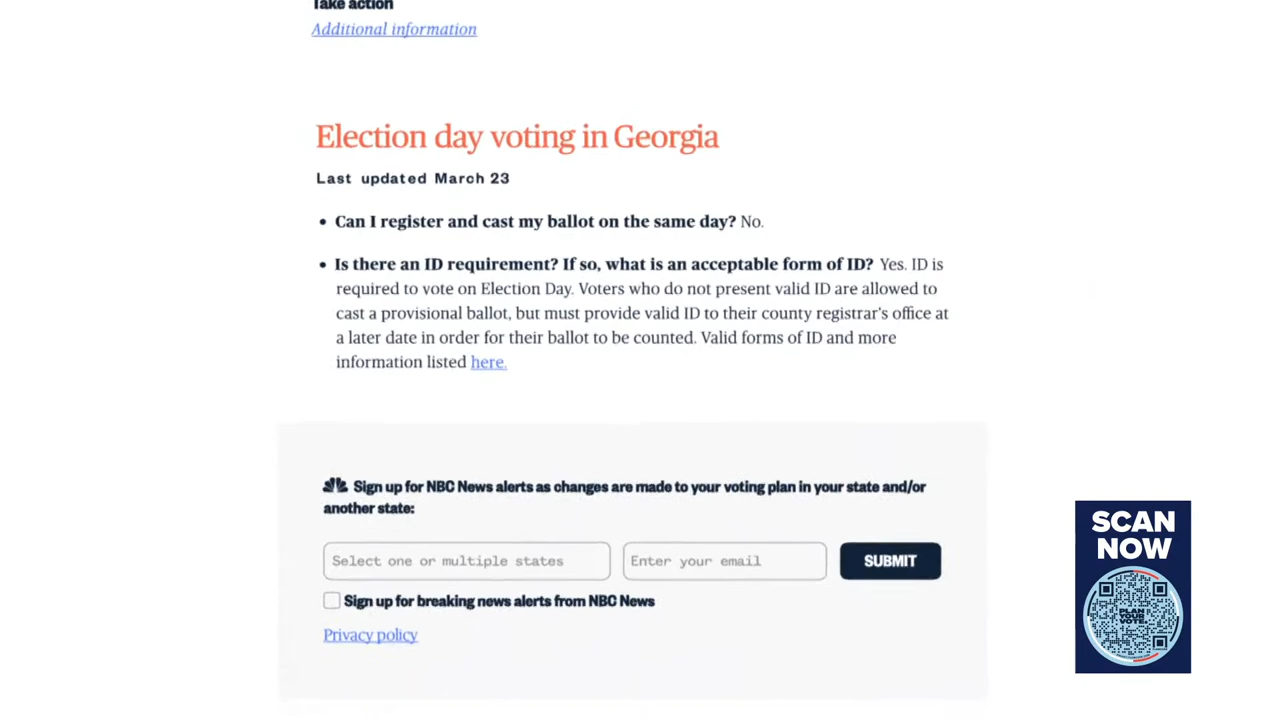 Take action
Additional information
Election day voting in Georgia
Last updated March 23
• Can I register and cast my ballot on the same day? No.
• Is there an ID requirement? If so, what is an acceptable form of ID? Yes. ID is
required to vote on Election Day. Voters who do not present valid ID are allowed to
cast a provisional ballot, but must provide valid ID to their county registrar's office at
a later date in order for their ballot to be counted. Valid forms of ID and more
information listed here.
Sign up for NBC News alerts as changes are made to your voting plan in your state and/or
another state:
Select one or multiple states
Enter your email
SUBMIT
Sign up for breaking news alerts from NBC News
Privacy policy
SCAN
NOW
PLAN
YOUR
VOTE.